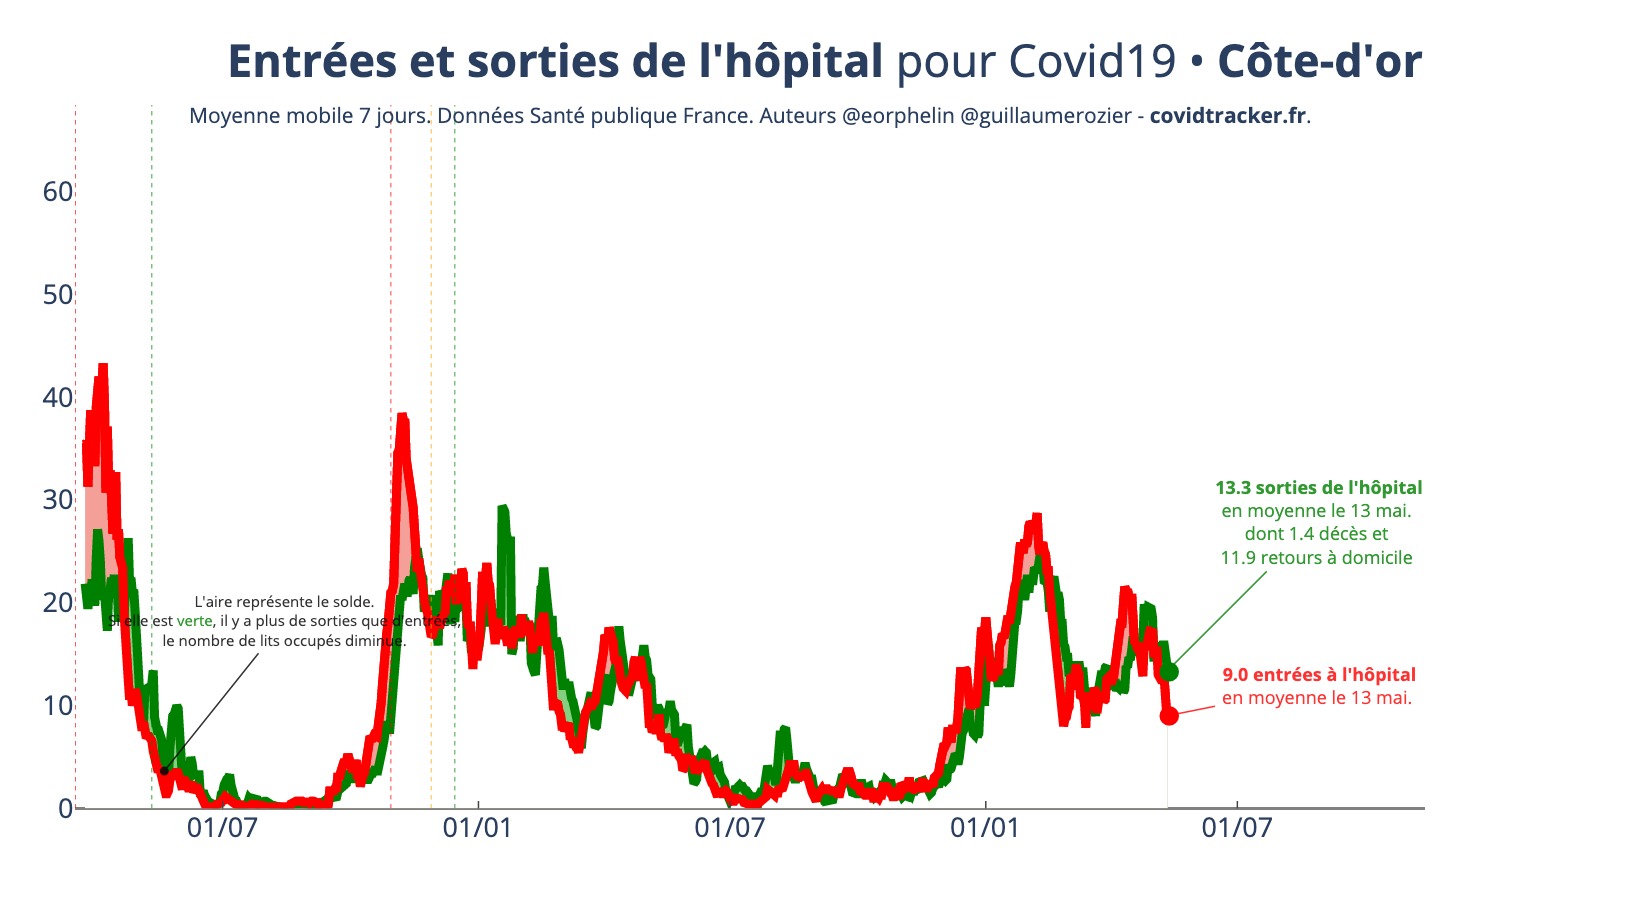 Entrées et sorties de l'hôpital pour Covid19 • Côte-d'or
Moyenne mobile 7 jours. Données Santé publique France. Auteurs @eorphelin @guillaumerozier - covidtracker.fr.
60
50
40
30
20
10
0
L'aire représente le solde.
Si elle est verte, il y a plus de sorties que d'entrées,
le nombre de lits occupés diminue.
13.3 sorties de l'hôpital
en moyenne le 13 mai.
dont 1.4 décès et
11.9 retours à domicile
9.0 entrées à l'hôpital
en moyenne le 13 mai.
01/07
01/01
01/07
01/01
01/07